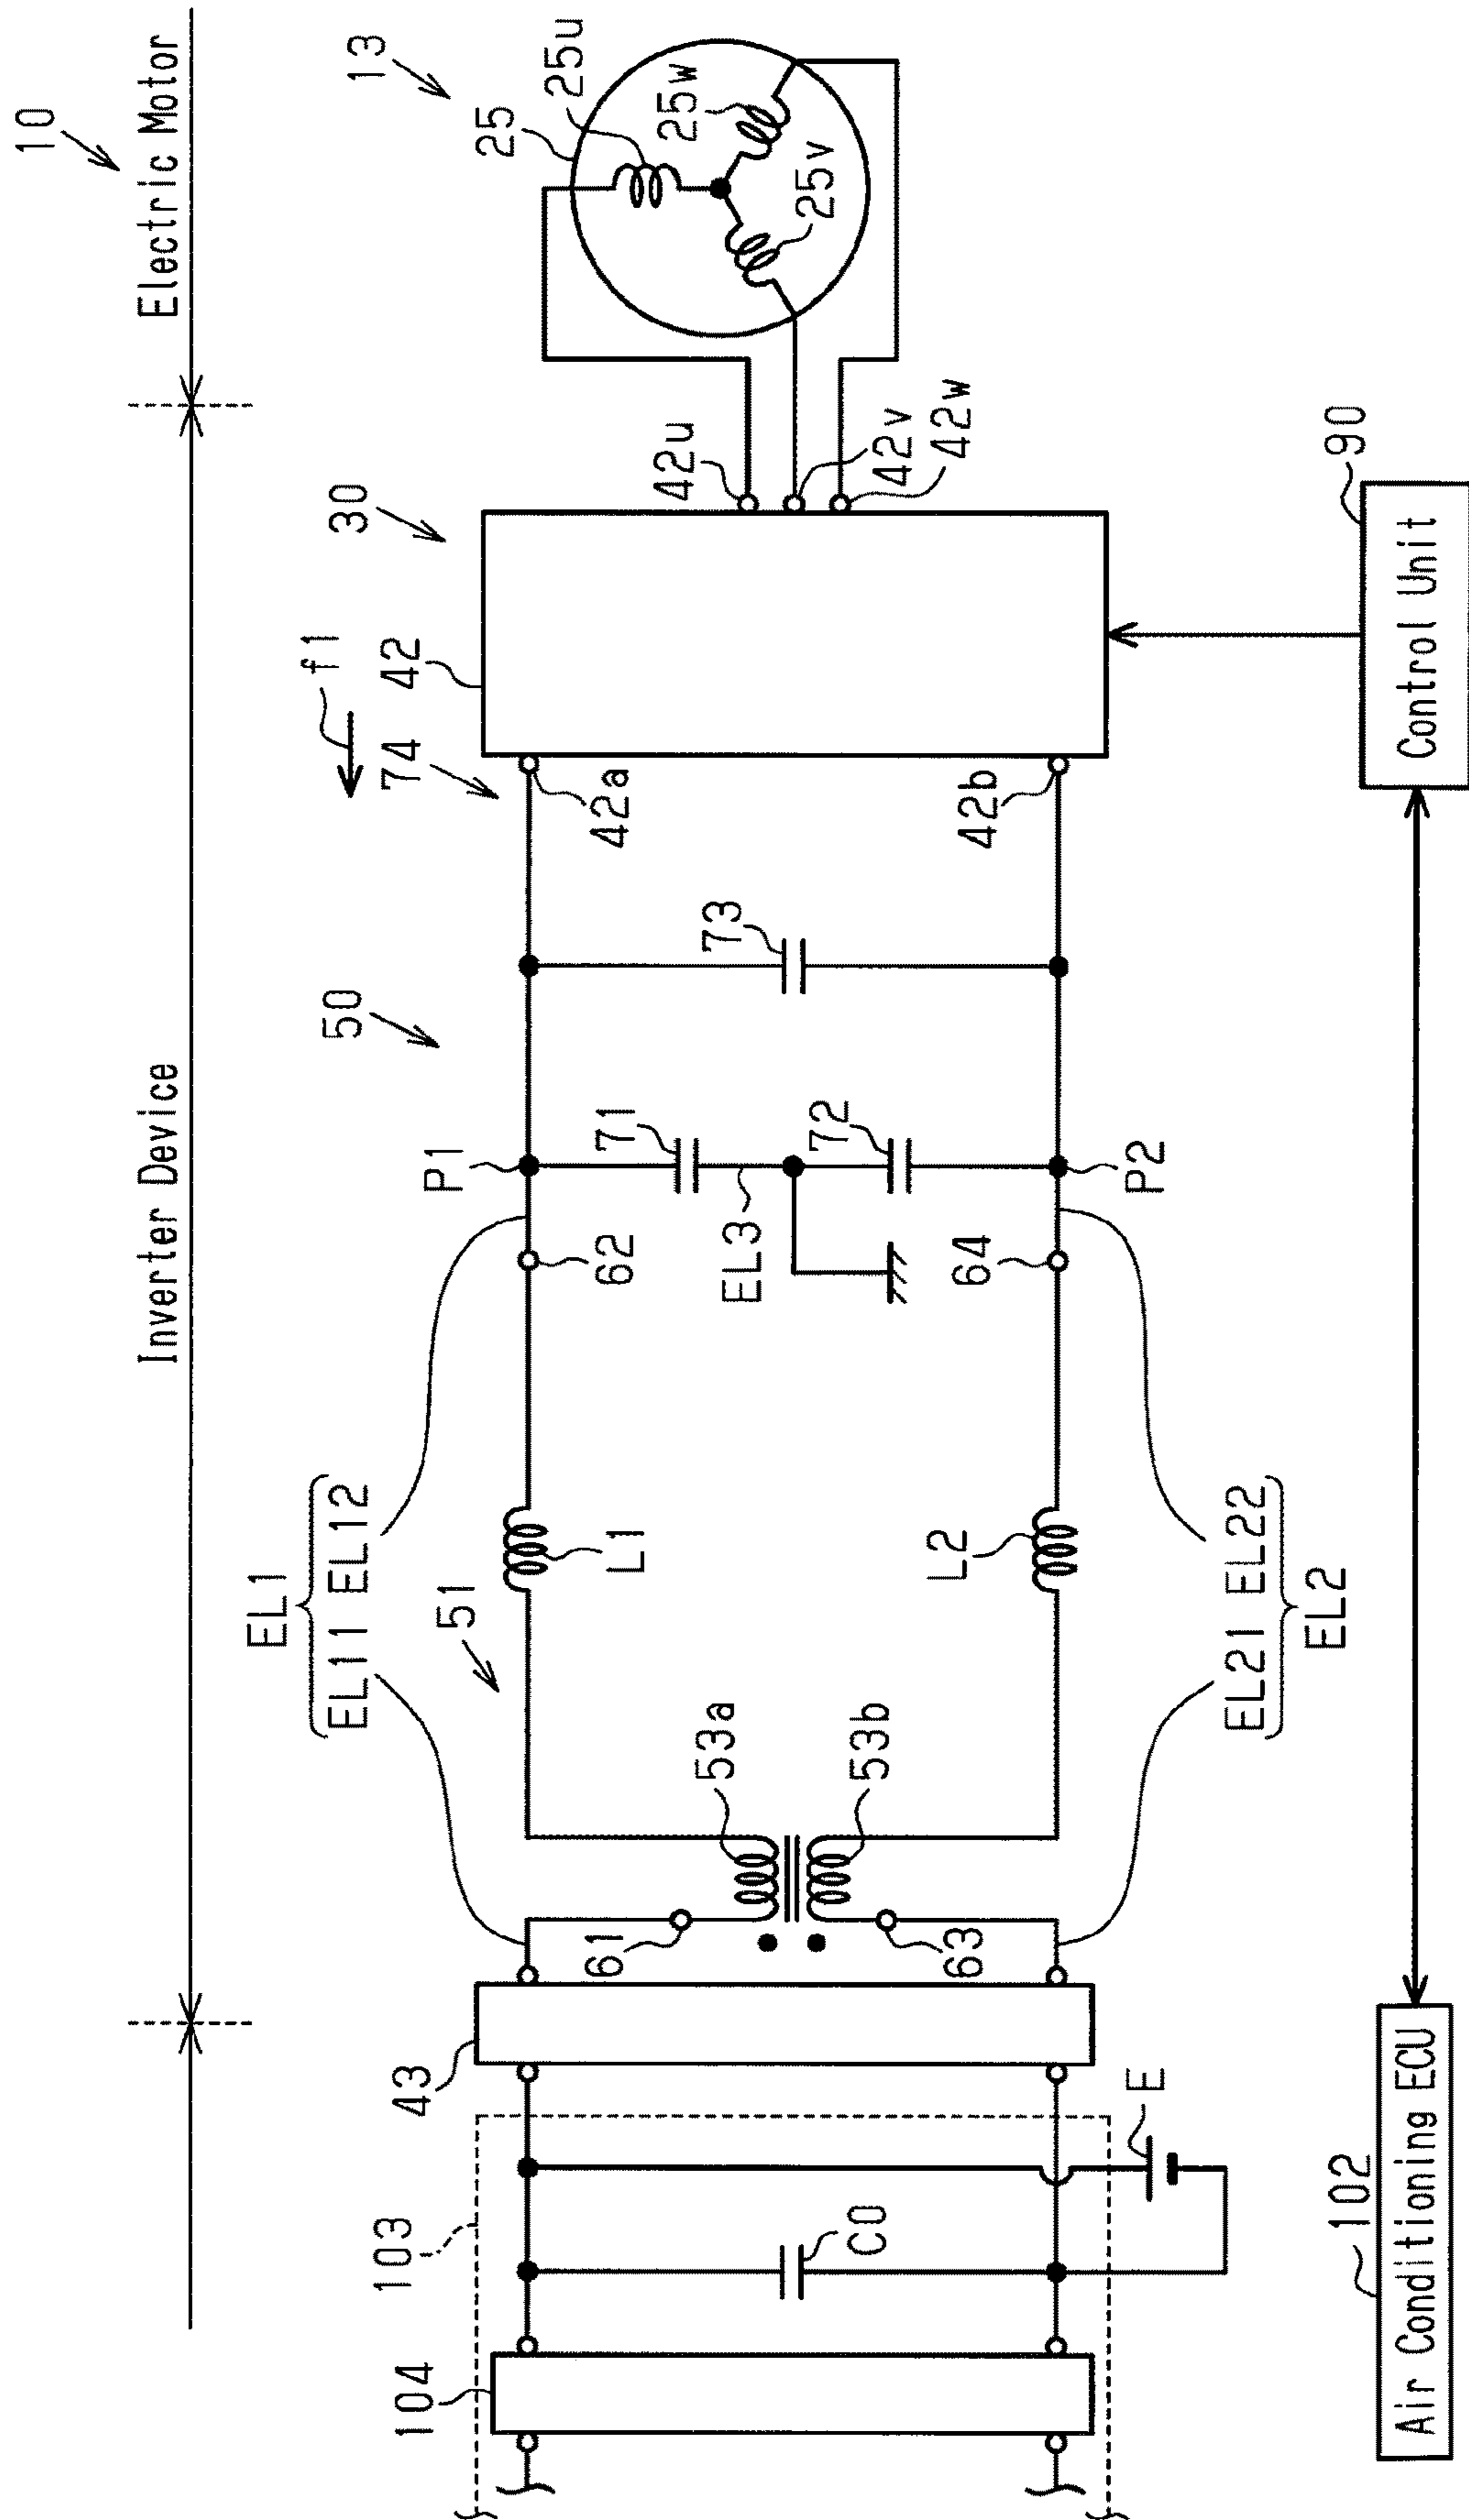 10
Inverter Device
Electric Motor
EL1
EL11 EL12
f1
103
43
104
51
50
P1
74
42
30
13
25
25u
61
53a
L1
62
71
73
42a
42u
25w
C0
EL3
63
53b
L2
64
72
42b
42v
42w
25v
E
P2
EL21 EL22
EL2
102
90
Air Conditioning ECU
Control Unit